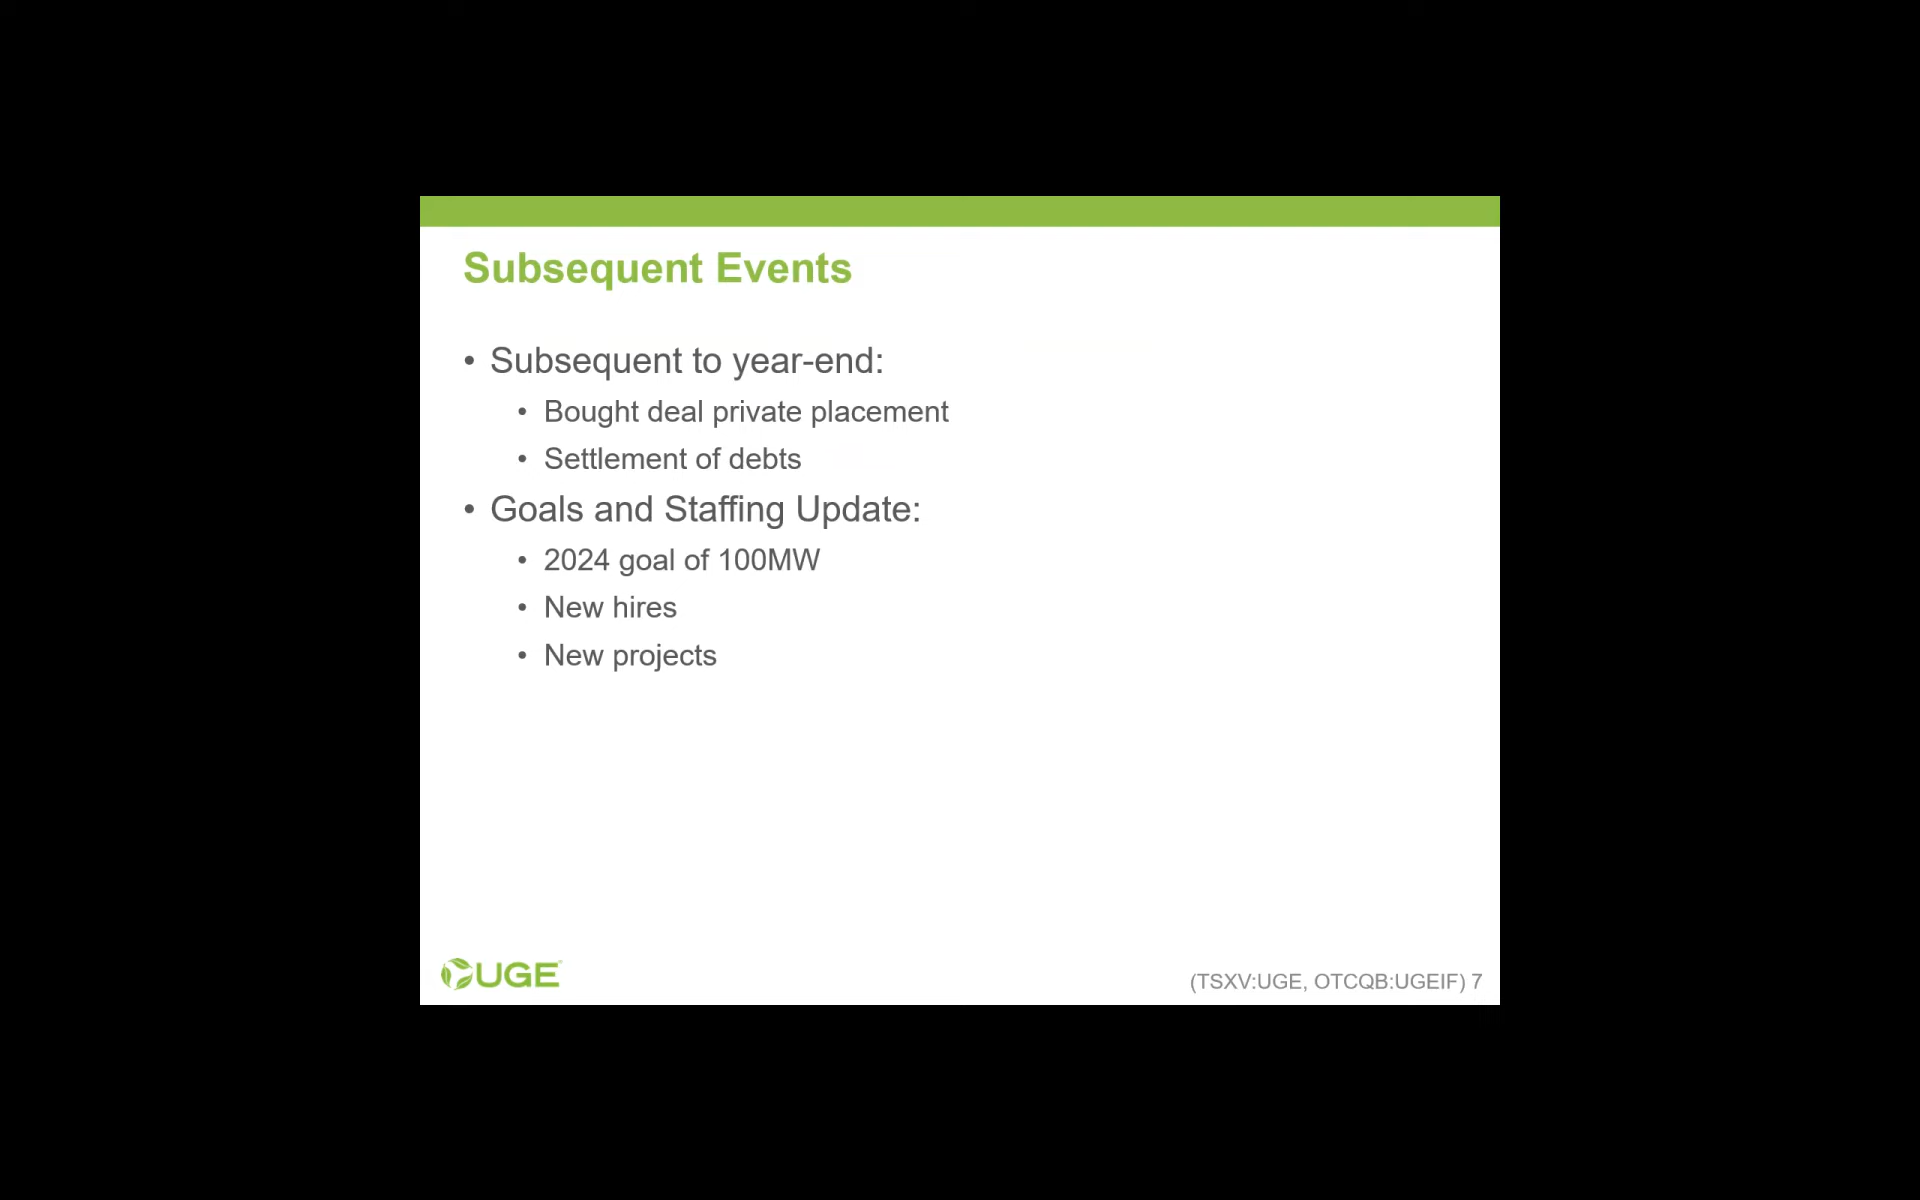 Subsequent Events
• Subsequent to year-end:
• Bought deal private placement
• Settlement of debts
• Goals and Staffing Update:
• 2024 goal of 100MW
• New hires
• New projects
UGE
(TSXV:UGE, OTCQB:UGEIF) 7